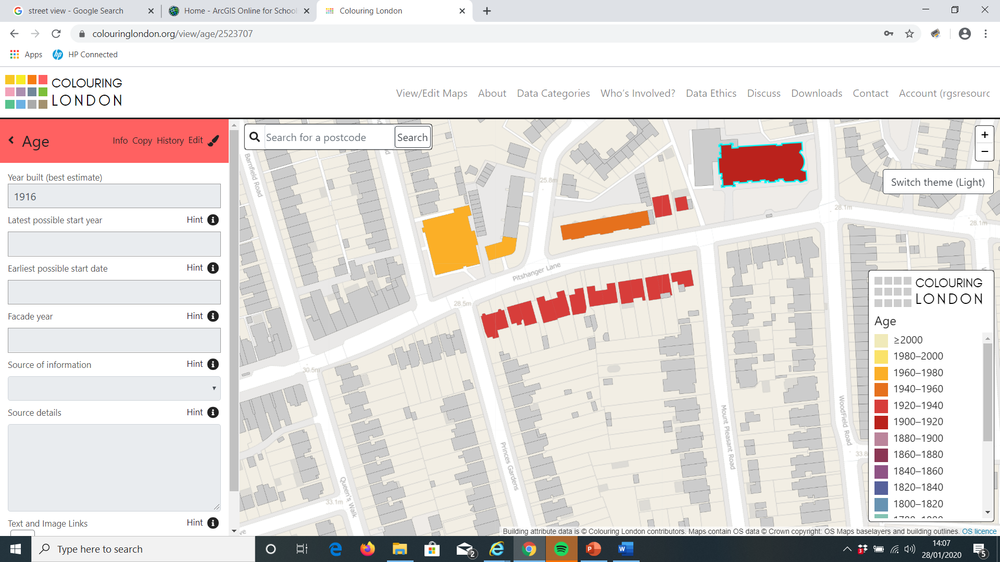 street view - Google Search
Home - ArcGIS Online for School
Colouring London
colouringlondon.org/view/age/2523707
Apps
HP Connected
COLOURING
LONDON
View/Edit Maps
About
Data Categories
Who's Involved?
Data Ethics
Discuss
Downloads
Contact
Account (rgsresourc
Age
Info
Copy
History
Edit
Year built (best estimate)
1916
Latest possible start year
Hint
Earliest possible start date
Hint
Facade year
Hint
Source of information
Hint
Source details
Hint
Text and Image Links
Hint
Search for a postcode
Search
+
−
Switch theme (Light)
Barnfield Road
25.8m
28.1m
28.1m
Pitshanger Lane
28.5m
30.5m
33.1m
33.8
Queen's Walk
Princes Gardens
Mount Pleasant Road
Woodfield Road
COLOURING
LONDON
Age
≥2000
1980–2000
1960–1980
1940–1960
1920–1940
1900–1920
1880–1900
1860–1880
1840–1860
1820–1840
1800–1820
1780–1800
Building attribute data is © Colouring London contributors. Maps contain OS data © Crown copyright: OS Maps baselayers and building outlines. OS licence
Type here to search
2
3
14:07
28/01/2020
5